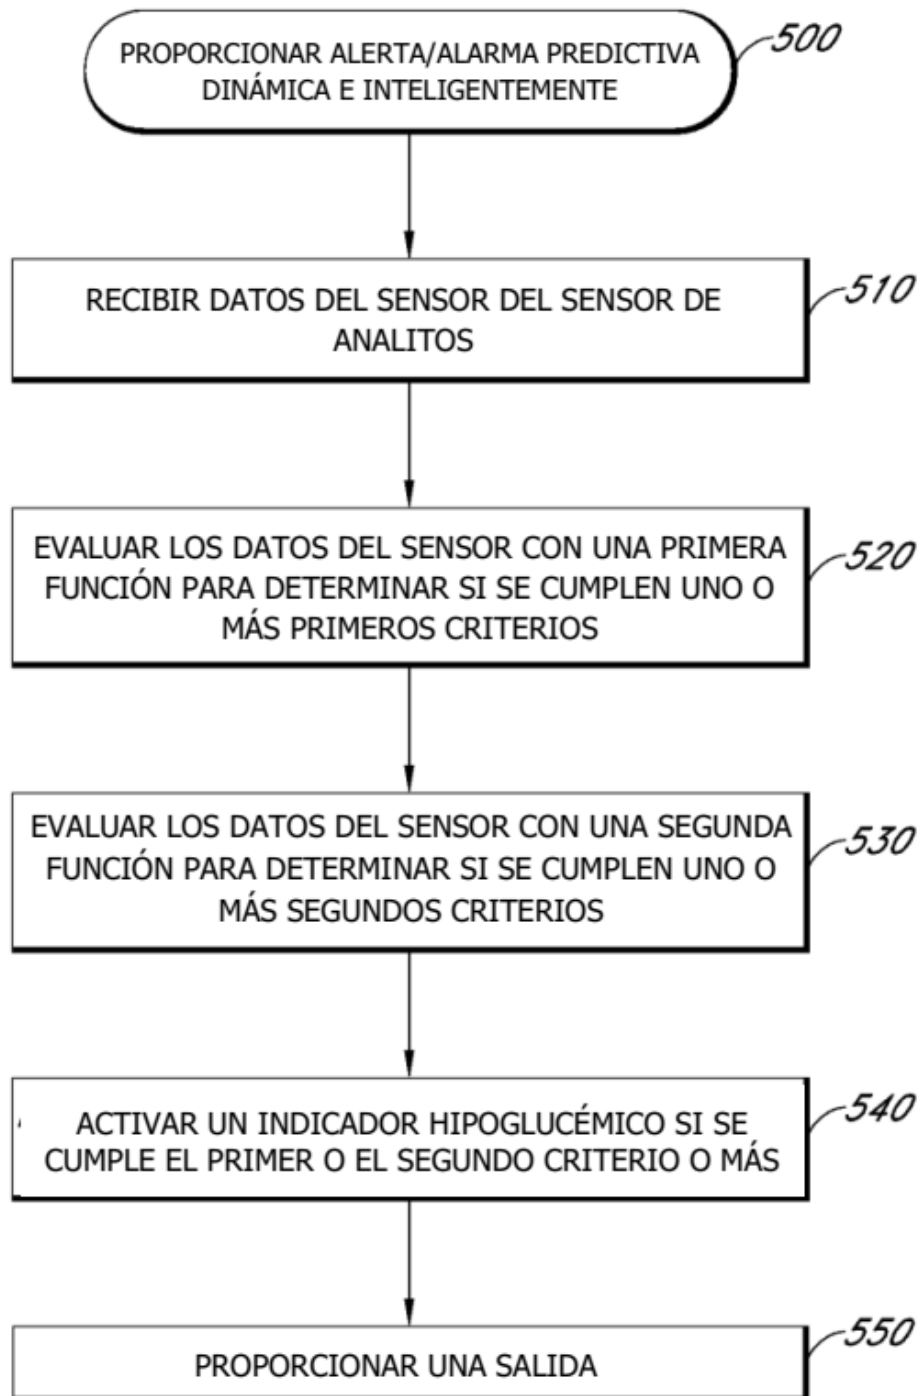 PROPORCIONAR ALERTA/ALARMA PREDICTIVA
DINÁMICA E INTELIGENTEMENTE
500
RECIBIR DATOS DEL SENSOR DEL SENSOR DE
ANALITOS
510
EVALUAR LOS DATOS DEL SENSOR CON UNA PRIMERA
FUNCIÓN PARA DETERMINAR SI SE CUMPLEN UNO O
MÁS PRIMEROS CRITERIOS
520
EVALUAR LOS DATOS DEL SENSOR CON UNA SEGUNDA
FUNCIÓN PARA DETERMINAR SI SE CUMPLEN UNO O
MÁS SEGUNDOS CRITERIOS
530
ACTIVAR UN INDICADOR HIPOGLUCÉMICO SI SE
CUMPLE EL PRIMER O EL SEGUNDO CRITERIO O MÁS
540
PROPORCIONAR UNA SALIDA
550